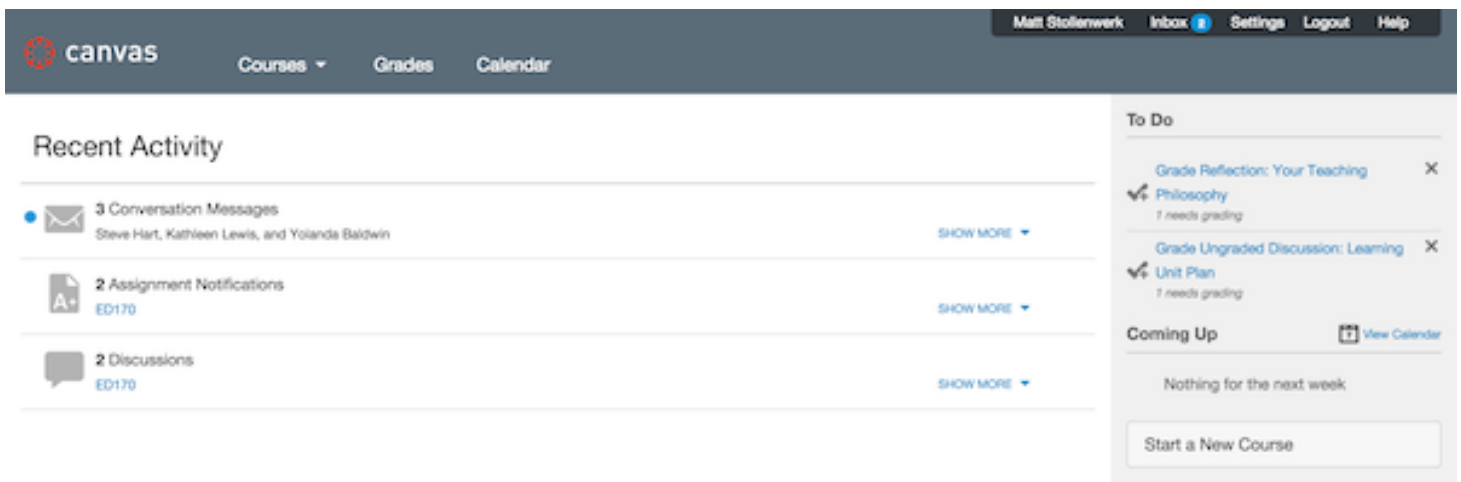 Matt Stollenwerk Inbox 2 Settings Logout Help
canvas Courses Grades Calendar
Recent Activity
3 Conversation Messages
Steve Hart, Kathleen Lewis, and Yolanda Baldwin
SHOW MORE
2 Assignment Notifications
A+
ED170
SHOW MORE
2 Discussions
ED170
SHOW MORE
To Do
Grade Reflection: Your Teaching
Philosophy
1 needs grading
Grade Ungraded Discussion: Learning
Unit Plan
1 needs grading
Coming Up View Calendar
Nothing for the next week
Start a New Course